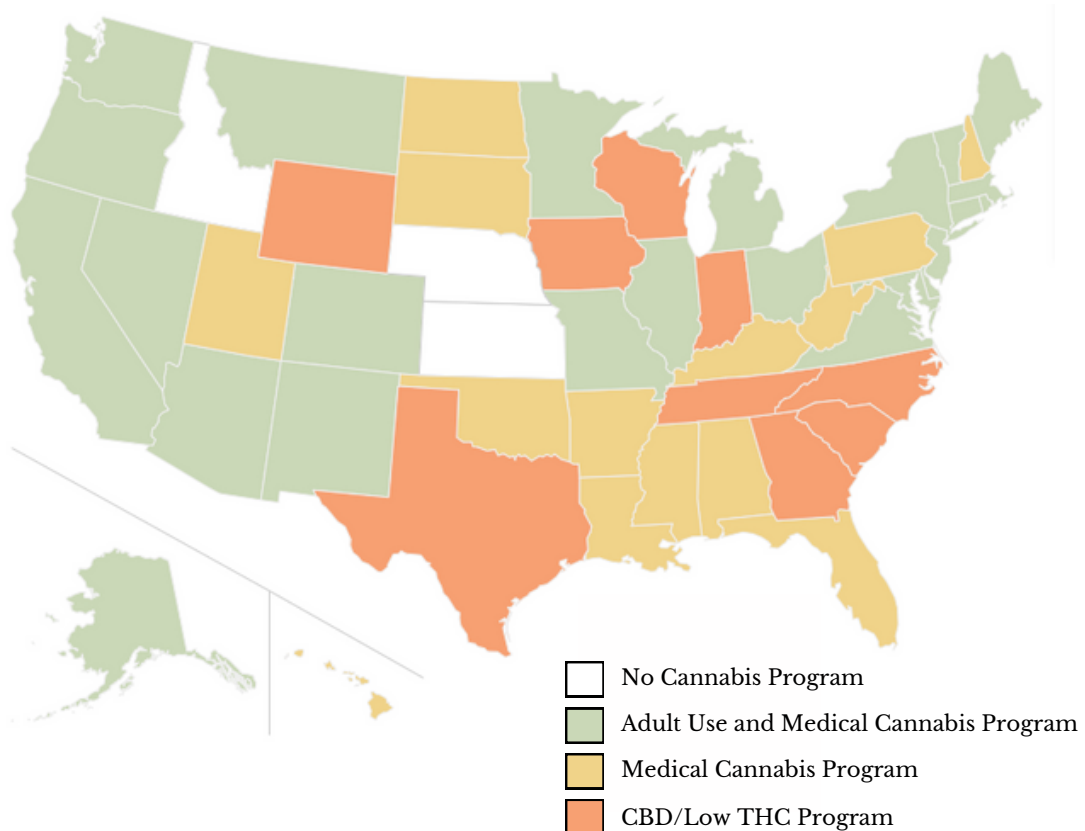 No Cannabis Program
Adult Use and Medical Cannabis Program
Medical Cannabis Program
CBD/Low THC Program